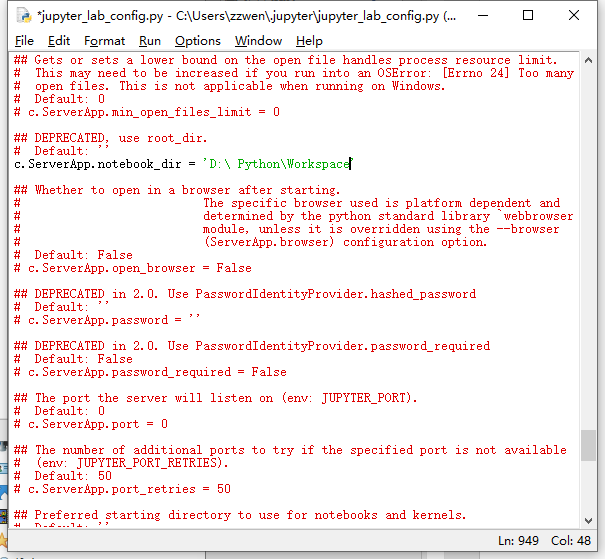 *jupyter_lab_config.py - C:\Users\zzwen\.jupyter\jupyter_lab_config.py (...
File Edit Format Run Options Window Help
## Gets or sets a lower bound on the open file handles process resource limit.
#  This may need to be increased if you run into an OSError: [Errno 24] Too many
#  open files. This is not applicable when running on Windows.
#  Default: 0
# c.ServerApp.min_open_files_limit = 0
## DEPRECATED, use root_dir.
#  Default: ''
c.ServerApp.notebook_dir = 'D:\ Python\Workspace'
## Whether to open in a browser after starting.
#                          The specific browser used is platform dependent and
#                          determined by the python standard library `webbrowser
#                          module, unless it is overridden using the --browser
#                          (ServerApp.browser) configuration option.
#  Default: False
# c.ServerApp.open_browser = False
## DEPRECATED in 2.0. Use PasswordIdentityProvider.hashed_password
#  Default: ''
# c.ServerApp.password = ''
## DEPRECATED in 2.0. Use PasswordIdentityProvider.password_required
#  Default: False
# c.ServerApp.password_required = False
## The port the server will listen on (env: JUPYTER_PORT).
#  Default: 0
# c.ServerApp.port = 0
## The number of additional ports to try if the specified port is not available
#  (env: JUPYTER_PORT_RETRIES).
#  Default: 50
# c.ServerApp.port_retries = 50
## Preferred starting directory to use for notebooks and kernels.
#  Default: ''
Ln: 949 Col: 48